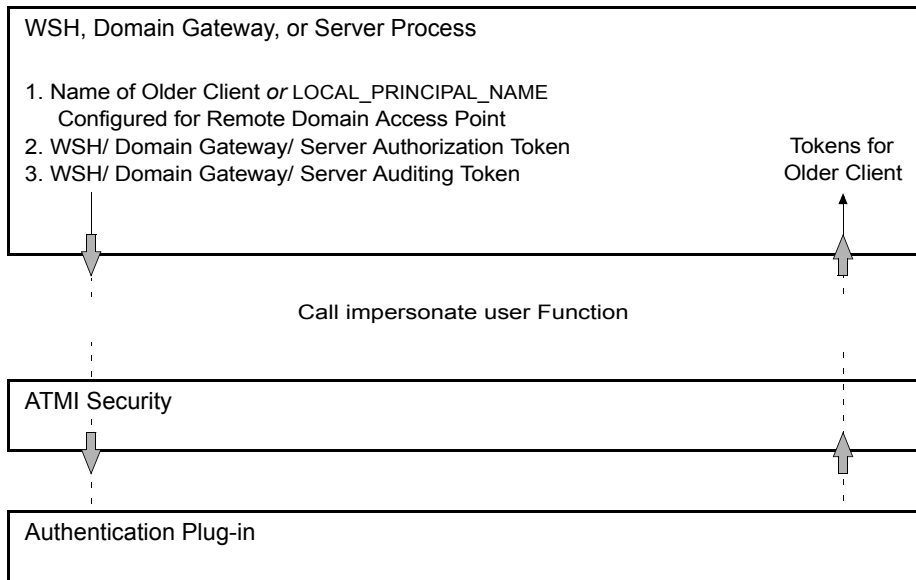 WSH, Domain Gateway, or Server Process
1. Name of Older Client or LOCAL_PRINCIPAL_NAME
Configured for Remote Domain Access Point
2. WSH/ Domain Gateway/ Server Authorization Token
3. WSH/ Domain Gateway/ Server Auditing Token
Tokens for
Older Client
Call impersonate user Function
ATMI Security
Authentication Plug-in